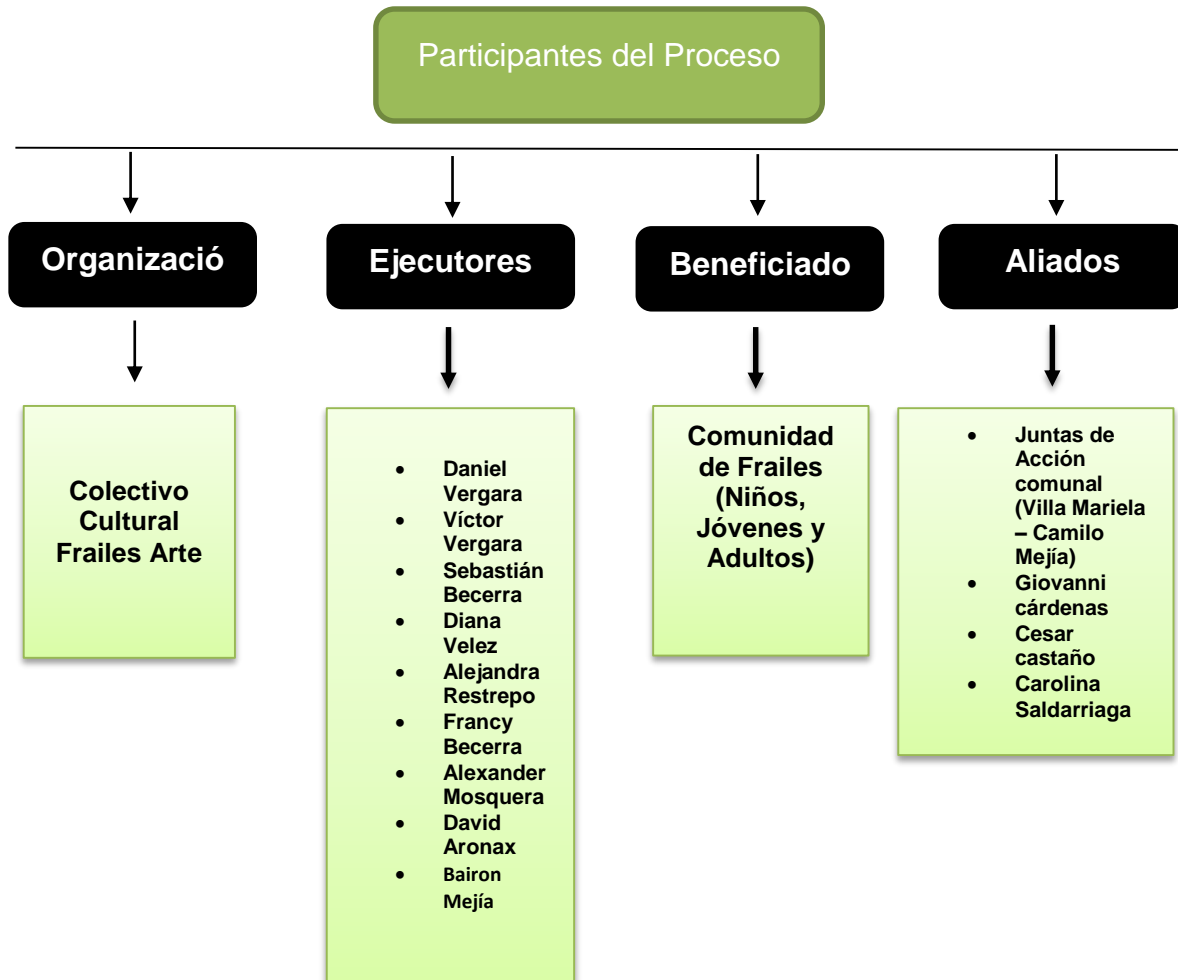 Participantes del Proceso
Organizació
Ejecutores
Beneficiado
Aliados
Colectivo
Cultural
Frailes Arte
• Daniel
Vergara
• Víctor
Vergara
• Sebastián
Becerra
• Diana
Velez
• Alejandra
Restrepo
• Francy
Becerra
• Alexander
Mosquera
• David
Aronax
• Bairon
Mejía
Comunidad
de Frailes
(Niños,
Jóvenes y
Adultos)
• Juntas de
Acción
comunal
(Villa Mariela
– Camilo
Mejía)
• Giovanni
cárdenas
• Cesar
castaño
• Carolina
Saldarriaga